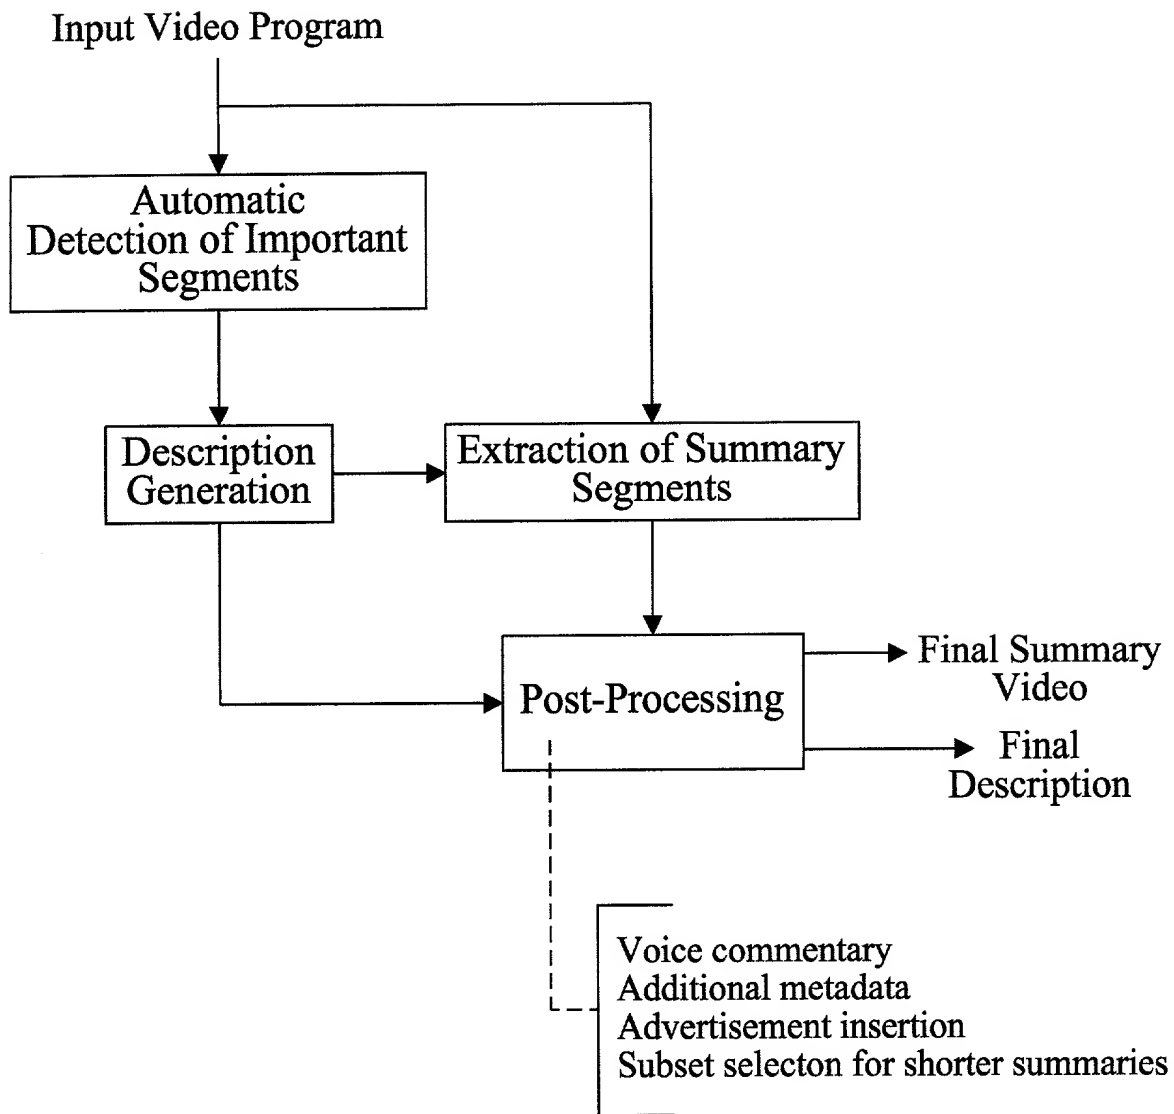 Input Video Program
Automatic
Detection of Important
Segments
Description
Generation
Extraction of Summary
Segments
Post-Processing
Final Summary
Video
Final
Description
Voice commentary
Additional metadata
Advertisement insertion
Subset selecton for shorter summaries